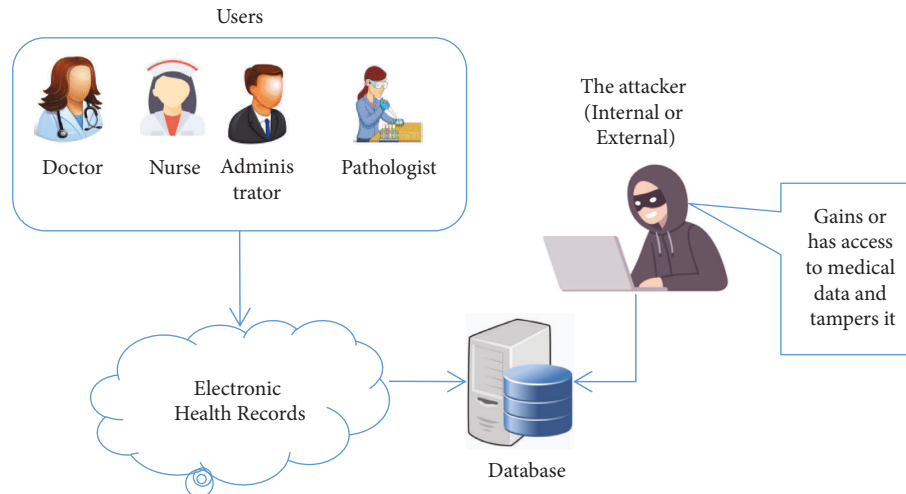 Users
Doctor
Nurse
Adminis
trator
Pathologist
The attacker
(Internal or
External)
Gains or
has access
to medical
data and
tampers it
Electronic
Health Records
Database